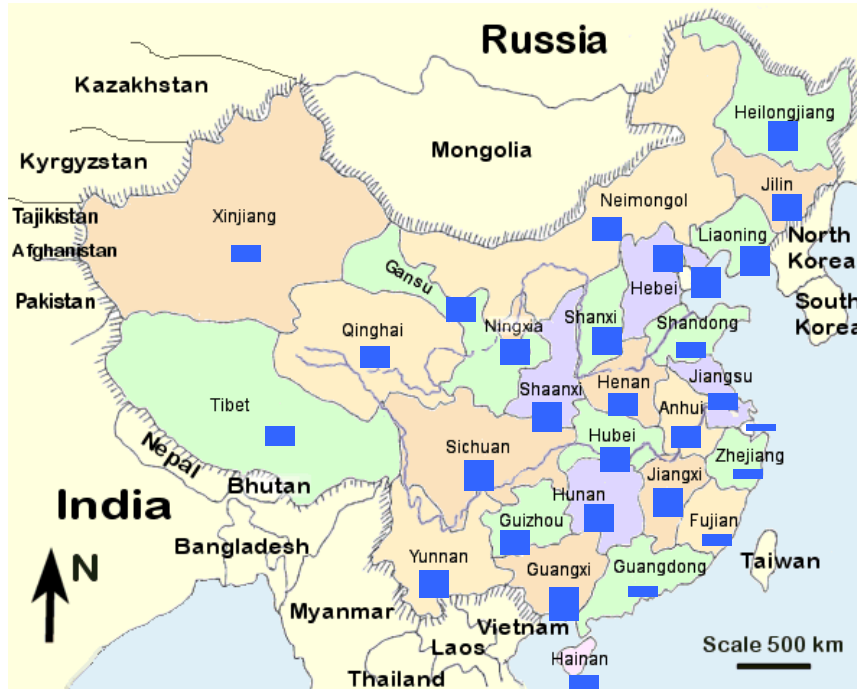 Russia
Kazakhstan
Heilongjiang
Mongolia
Kyrgyzstan
Jilin
Neimongol
Xinjiang
Tajikistan
Liaoning
North
Korea
Afghanistan
Gansu
Hebei
Pakistan
South
Korea
Shanxi
Shandong
Qinghai
Ningxia
Jiangsu
Henan
Shaanxi
Tibet
Anhui
Hubei
Sichuan
Zhejiang
Nepal
Jiangxi
Bhutan
Hunan
India
Guizhou
Fujian
Bangladesh
Yunnan
Guangxi
Guangdong
Taiwan
N
Myanmar
Vietnam
Laos
Scale 500 km
Hainan
Thailand